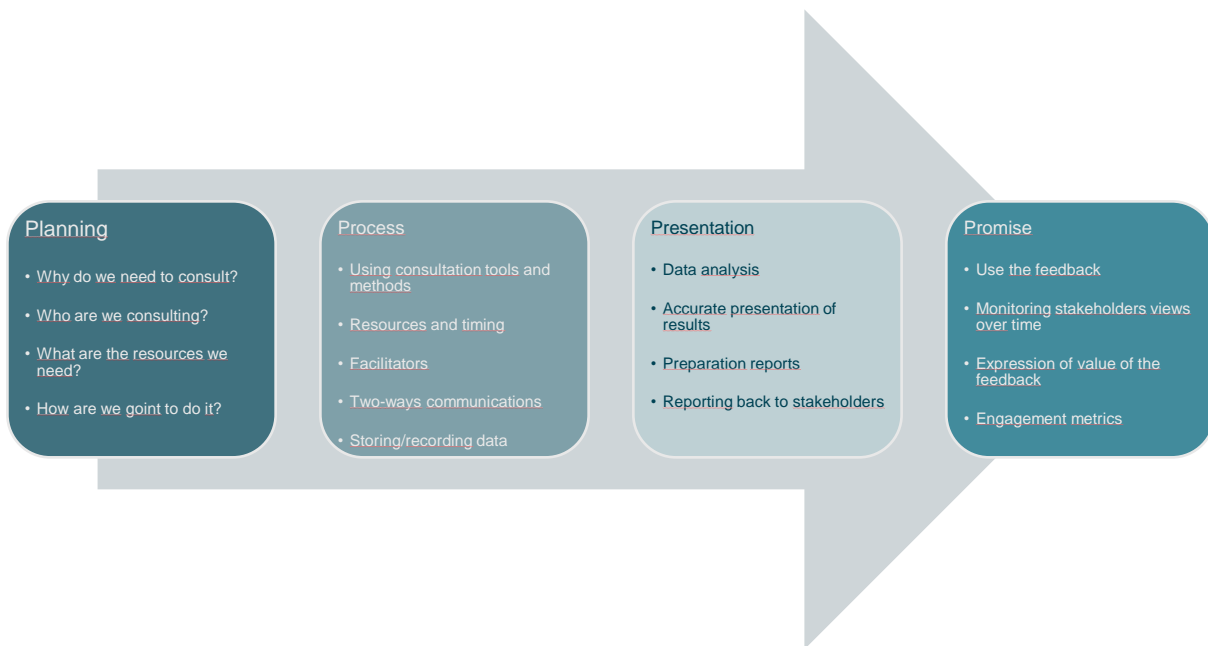 Planning
• Why do we need to consult?
• Who are we consulting?
• What are the resources we
need?
• How are we goint to do it?
Process
• Using consultation tools and
methods
• Resources and timing
• Facilitators
• Two-ways communications
• Storing/recording data
Presentation
• Data analysis
• Accurate presentation of
results
• Preparation reports
• Reporting back to stakeholders
Promise
• Use the feedback
• Monitoring stakeholders views
over time
• Expression of value of the
feedback
• Engagement metrics